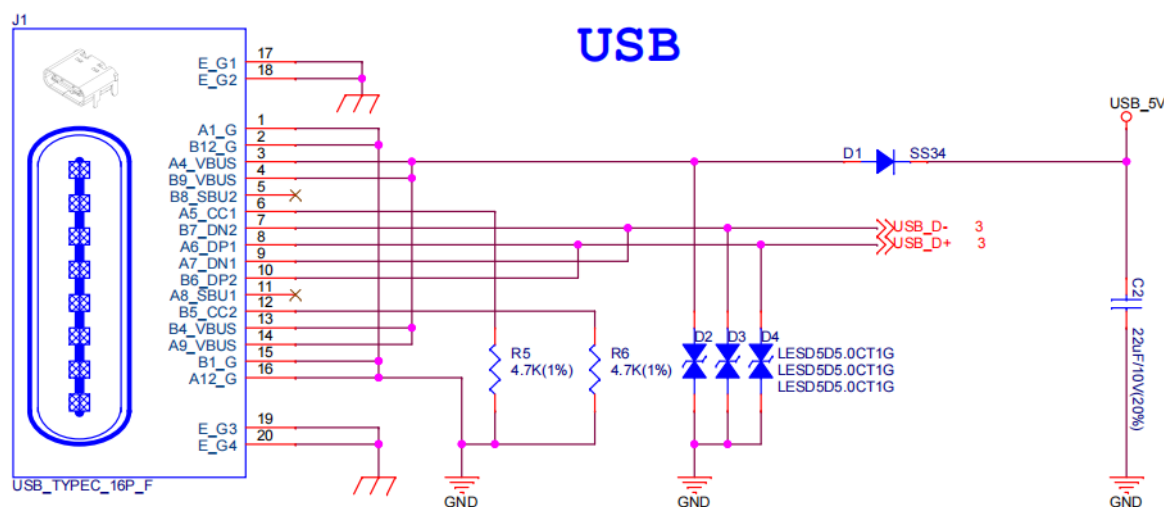 J1
USB
E_G1 17
E_G2 18
A1_G 1
B12_G 2
A4_VBUS 3
B9_VBUS 4
B8_SBU2 5
A5_CC1 6
B7_DN2 7
A6_DP1 8
A7_DN1 9
B6_DP2 10
A8_SBU1 11
B5_CC2 12
B4_VBUS 13
A9_VBUS 14
B1_G 15
A12_G 16
E_G3 19
E_G4 20
USB_TYPEC_16P_F
USB_5V
D1 SS34
USB_D- 3
USB_D+ 3
R5
4.7K(1%)
R6
4.7K(1%)
D2 D3 D4
LESD5D5.0CT1G
LESD5D5.0CT1G
LESD5D5.0CT1G
C2
22uF/10V(20%)
GND
GND
GND